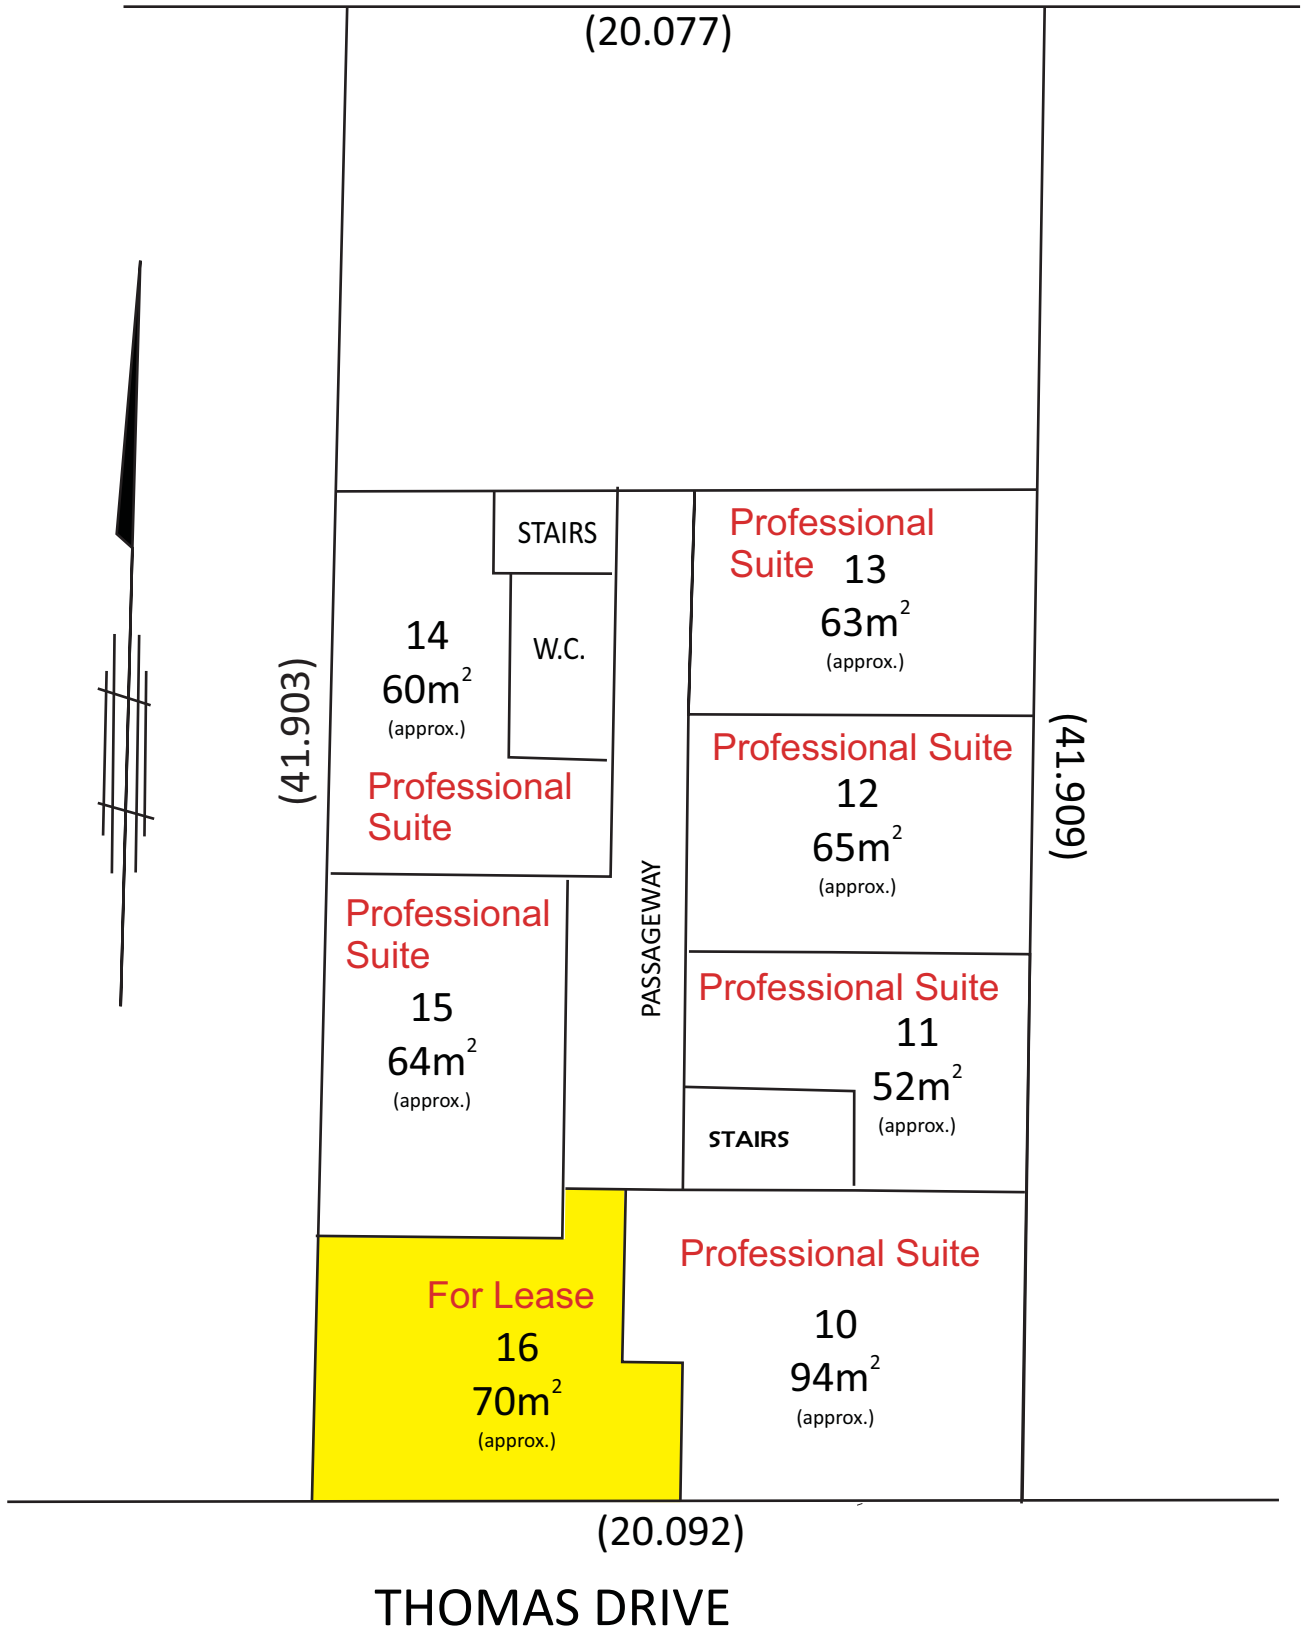 (20.077)
STAIRS
W.C.
14
60m²
(approx.)
Professional
Suite
Professional
Suite 13
63m²
(approx.)
(41.903)
Professional Suite
12
65m²
(approx.)
(41.909)
PASSAGEWAY
Professional
Suite
15
64m²
(approx.)
Professional Suite
11
52m²
(approx.)
STAIRS
For Lease
16
70m²
(approx.)
Professional Suite
10
94m²
(approx.)
(20.092)
THOMAS DRIVE